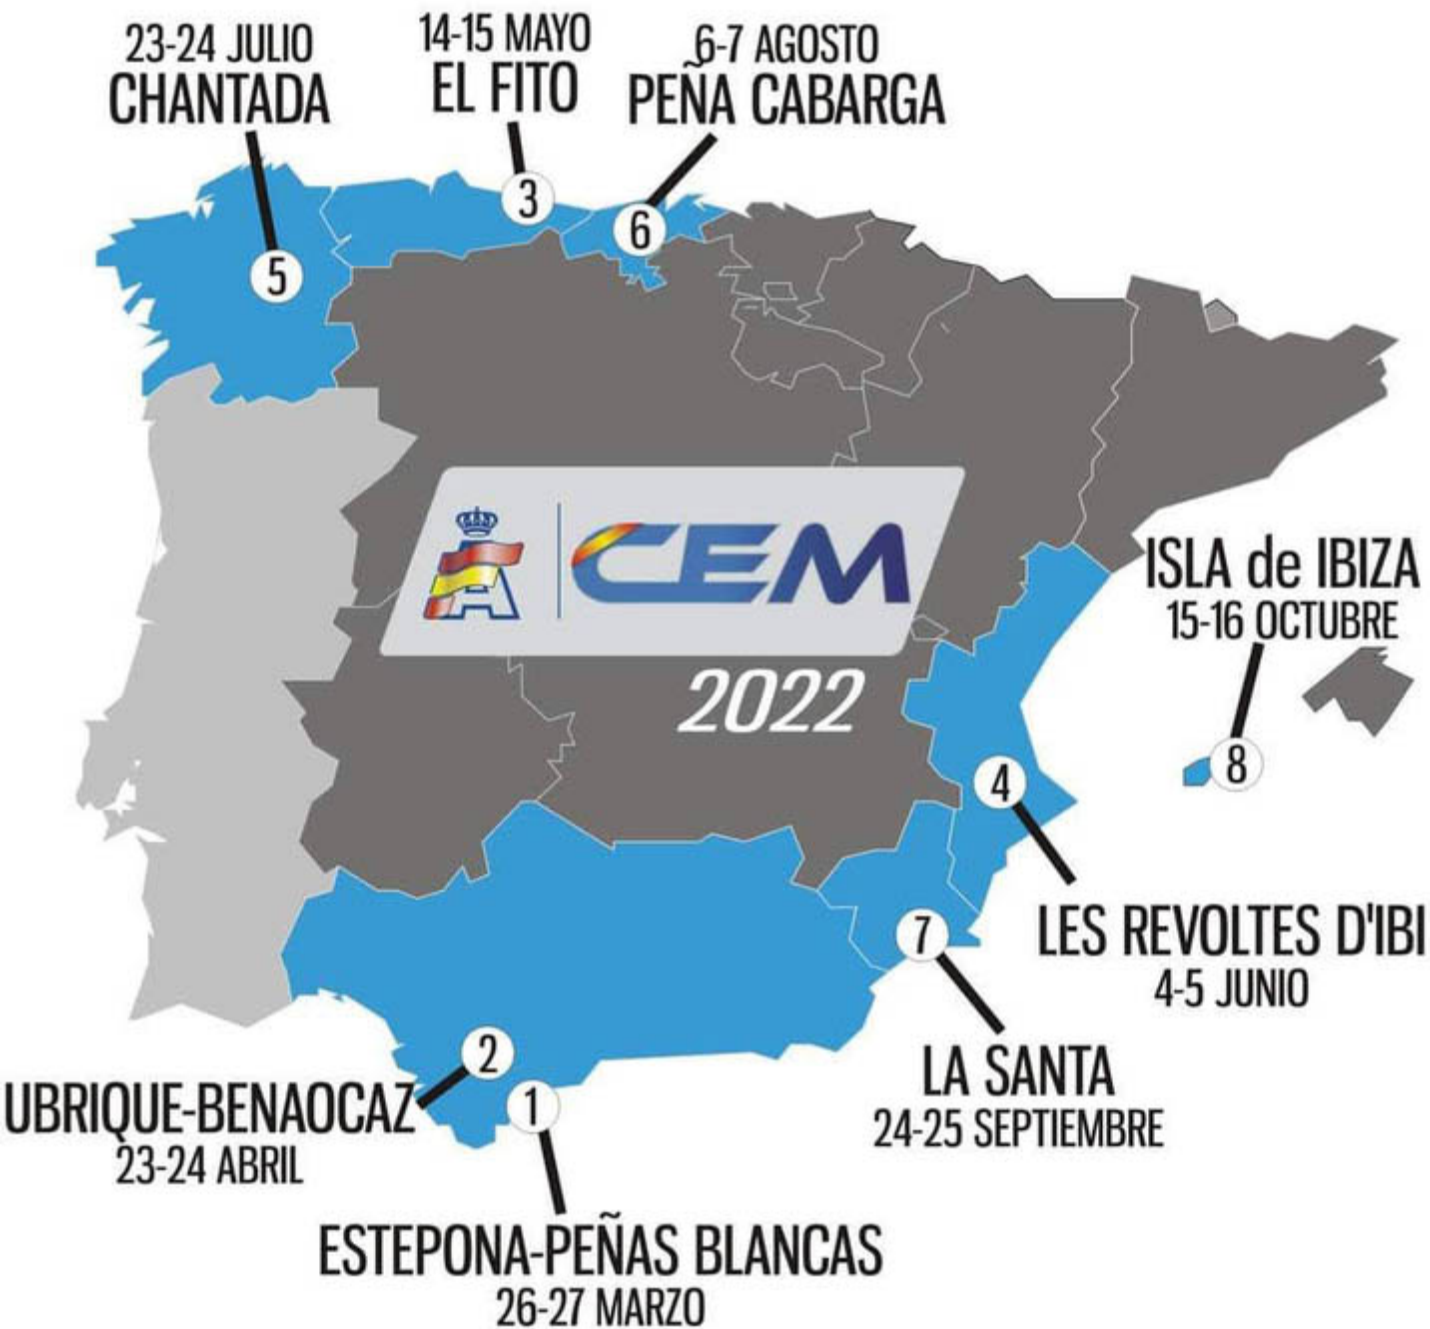 23-24 JULIO
CHANTADA
14-15 MAYO
EL FITO
6-7 AGOSTO
PEÑA CABARGA
3
6
5
CEM
2022
ISLA de IBIZA
15-16 OCTUBRE
8
4
LES REVOLTES D'IBI
4-5 JUNIO
7
LA SANTA
24-25 SEPTIEMBRE
2
UBRIQUE-BENAOCAZ
23-24 ABRIL
1
ESTEPONA-PEÑAS BLANCAS
26-27 MARZO